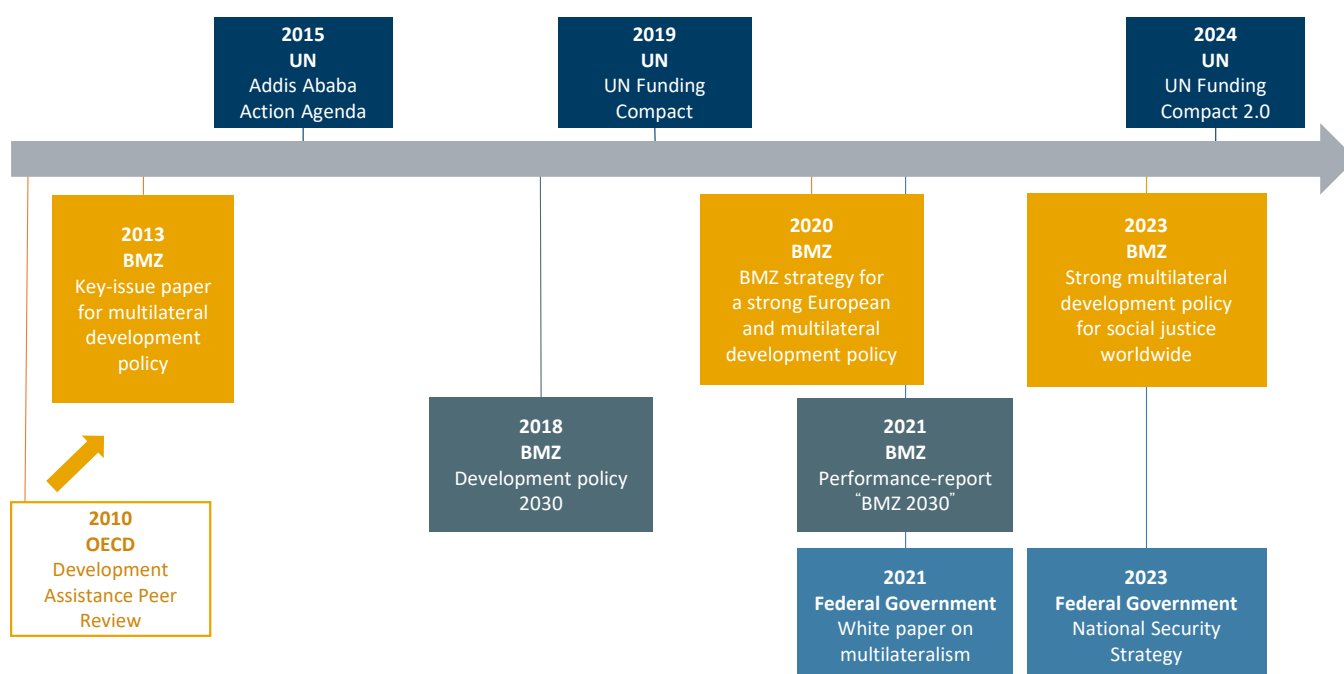 2015
UN
Addis Ababa
Action Agenda
2019
UN
UN Funding
Compact
2024
UN
UN Funding
Compact 2.0
2013
BMZ
Key-issue paper
for multilateral
development
policy
2020
BMZ
BMZ strategy for
a strong European
and multilateral
development policy
2023
BMZ
Strong multilateral
development policy
for social justice
worldwide
2018
BMZ
Development policy
2030
2021
BMZ
Performance-report
“BMZ 2030”
2010
OECD
Development
Assistance Peer
Review
2021
Federal Government
White paper on
multilateralism
2023
Federal Government
National Security
Strategy